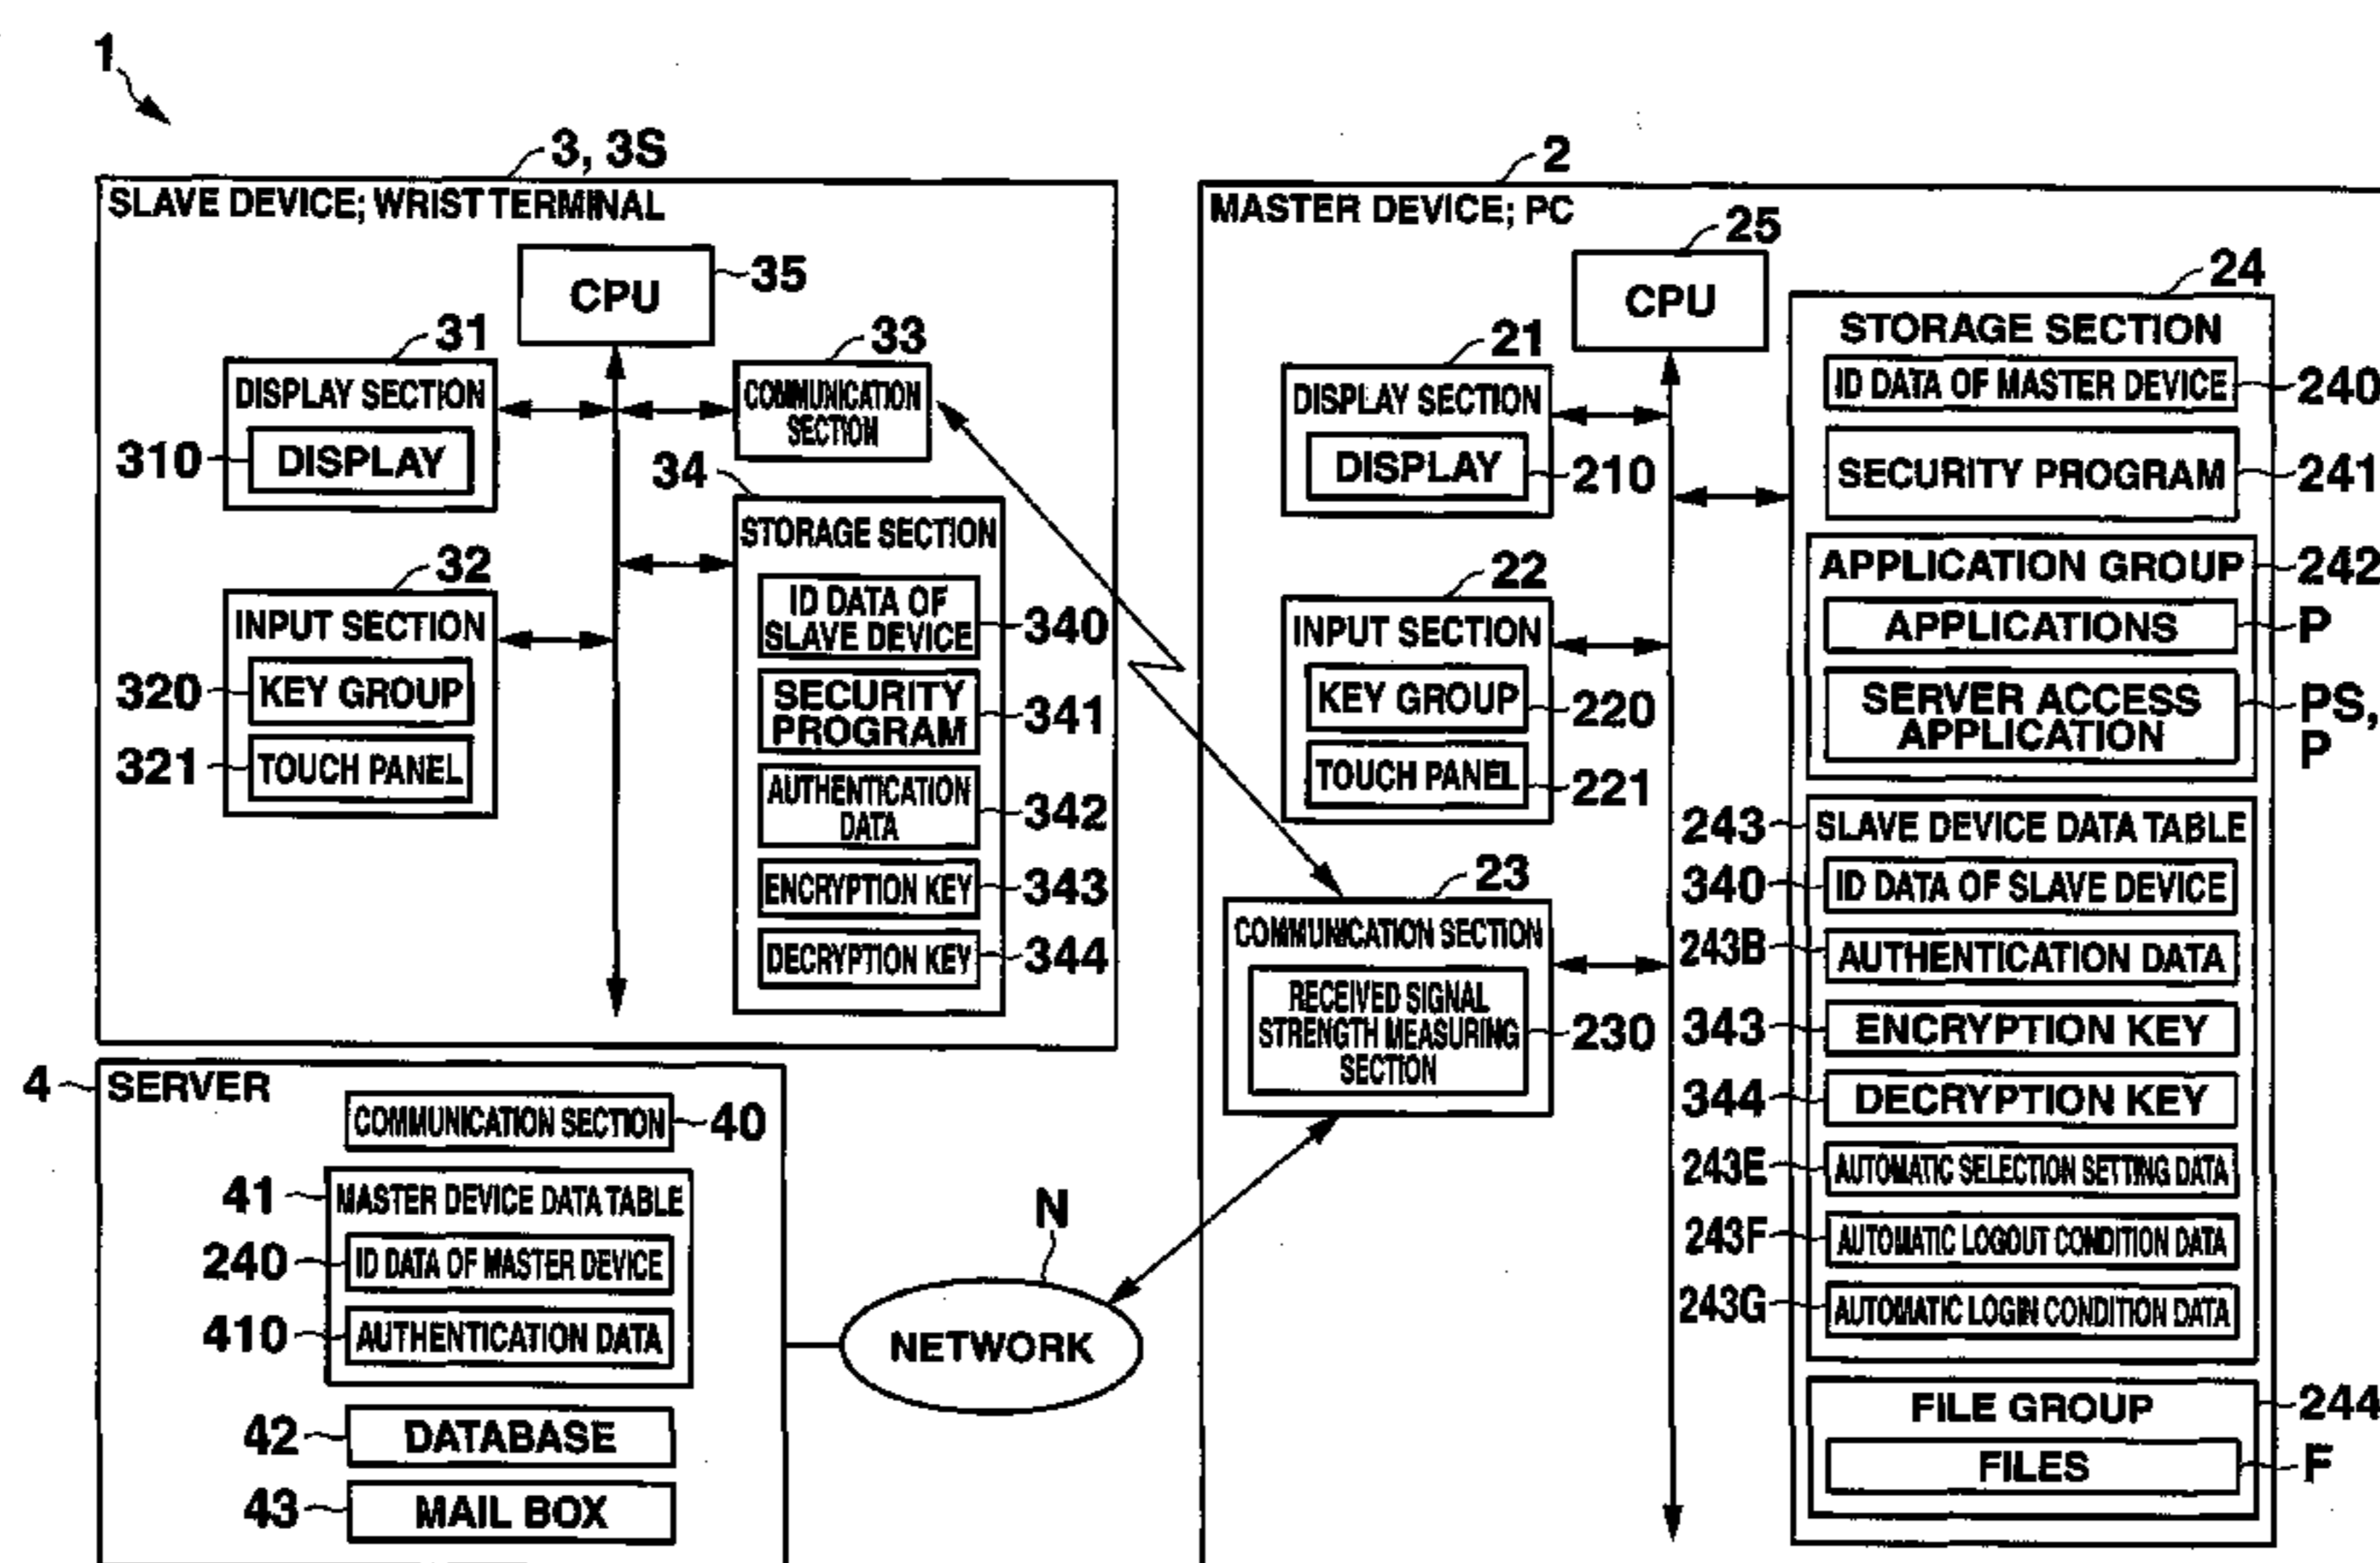 1
3, 3S
SLAVE DEVICE; WRIST TERMINAL
CPU
35
31
DISPLAY SECTION
310
DISPLAY
33
COMMUNICATION
SECTION
34
STORAGE SECTION
ID DATA OF
SLAVE DEVICE
340
SECURITY
PROGRAM
341
AUTHENTICATION
DATA
342
ENCRYPTION KEY
343
DECRYPTION KEY
344
32
INPUT SECTION
320
KEY GROUP
321
TOUCH PANEL
4
SERVER
COMMUNICATION SECTION
40
41
MASTER DEVICE DATA TABLE
240
ID DATA OF MASTER DEVICE
410
AUTHENTICATION DATA
42
DATABASE
43
MAIL BOX
N
NETWORK
2
MASTER DEVICE; PC
25
CPU
21
DISPLAY SECTION
DISPLAY
210
22
INPUT SECTION
KEY GROUP
220
TOUCH PANEL
221
23
COMMUNICATION SECTION
RECEIVED SIGNAL
STRENGTH MEASURING
SECTION
230
24
STORAGE SECTION
ID DATA OF MASTER DEVICE
240
SECURITY PROGRAM
241
APPLICATION GROUP
242
APPLICATIONS
P
SERVER ACCESS
APPLICATION
PS,
P
243
SLAVE DEVICE DATA TABLE
340
ID DATA OF SLAVE DEVICE
243B
AUTHENTICATION DATA
343
ENCRYPTION KEY
344
DECRYPTION KEY
243E
AUTOMATIC SELECTION SETTING DATA
243F
AUTOMATIC LOGOUT CONDITION DATA
243G
AUTOMATIC LOGIN CONDITION DATA
FILE GROUP
244
FILES
F